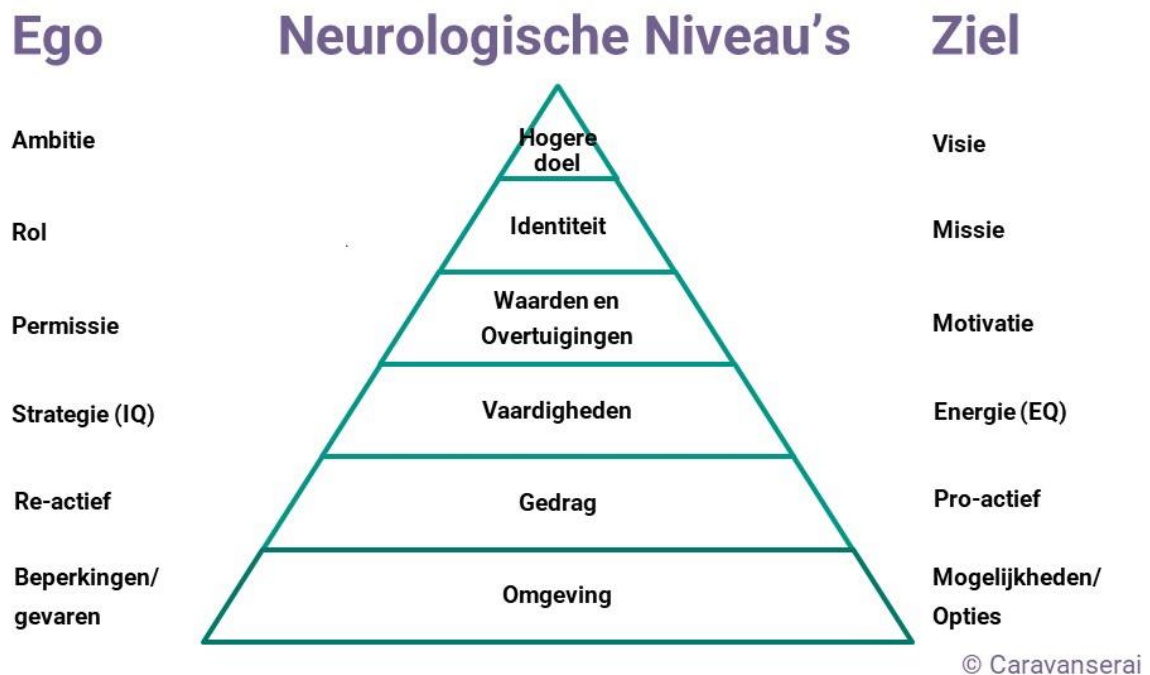 Ego Neurologische Niveau's Ziel
Ambitie Hogere doel Visie
Rol Identiteit Missie
Permissie Waarden en Overtuigingen Motivatie
Strategie (IQ) Vaardigheden Energie (EQ)
Re-actief Gedrag Pro-actief
Beperkingen/ gevaren Omgeving Mogelijkheden/ Opties
© Caravanserai